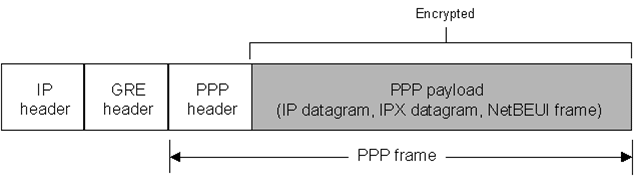 Encrypted
IP
header
GRE
header
PPP
header
PPP payload
(IP datagram, IPX datagram, NetBEUI frame)
PPP frame